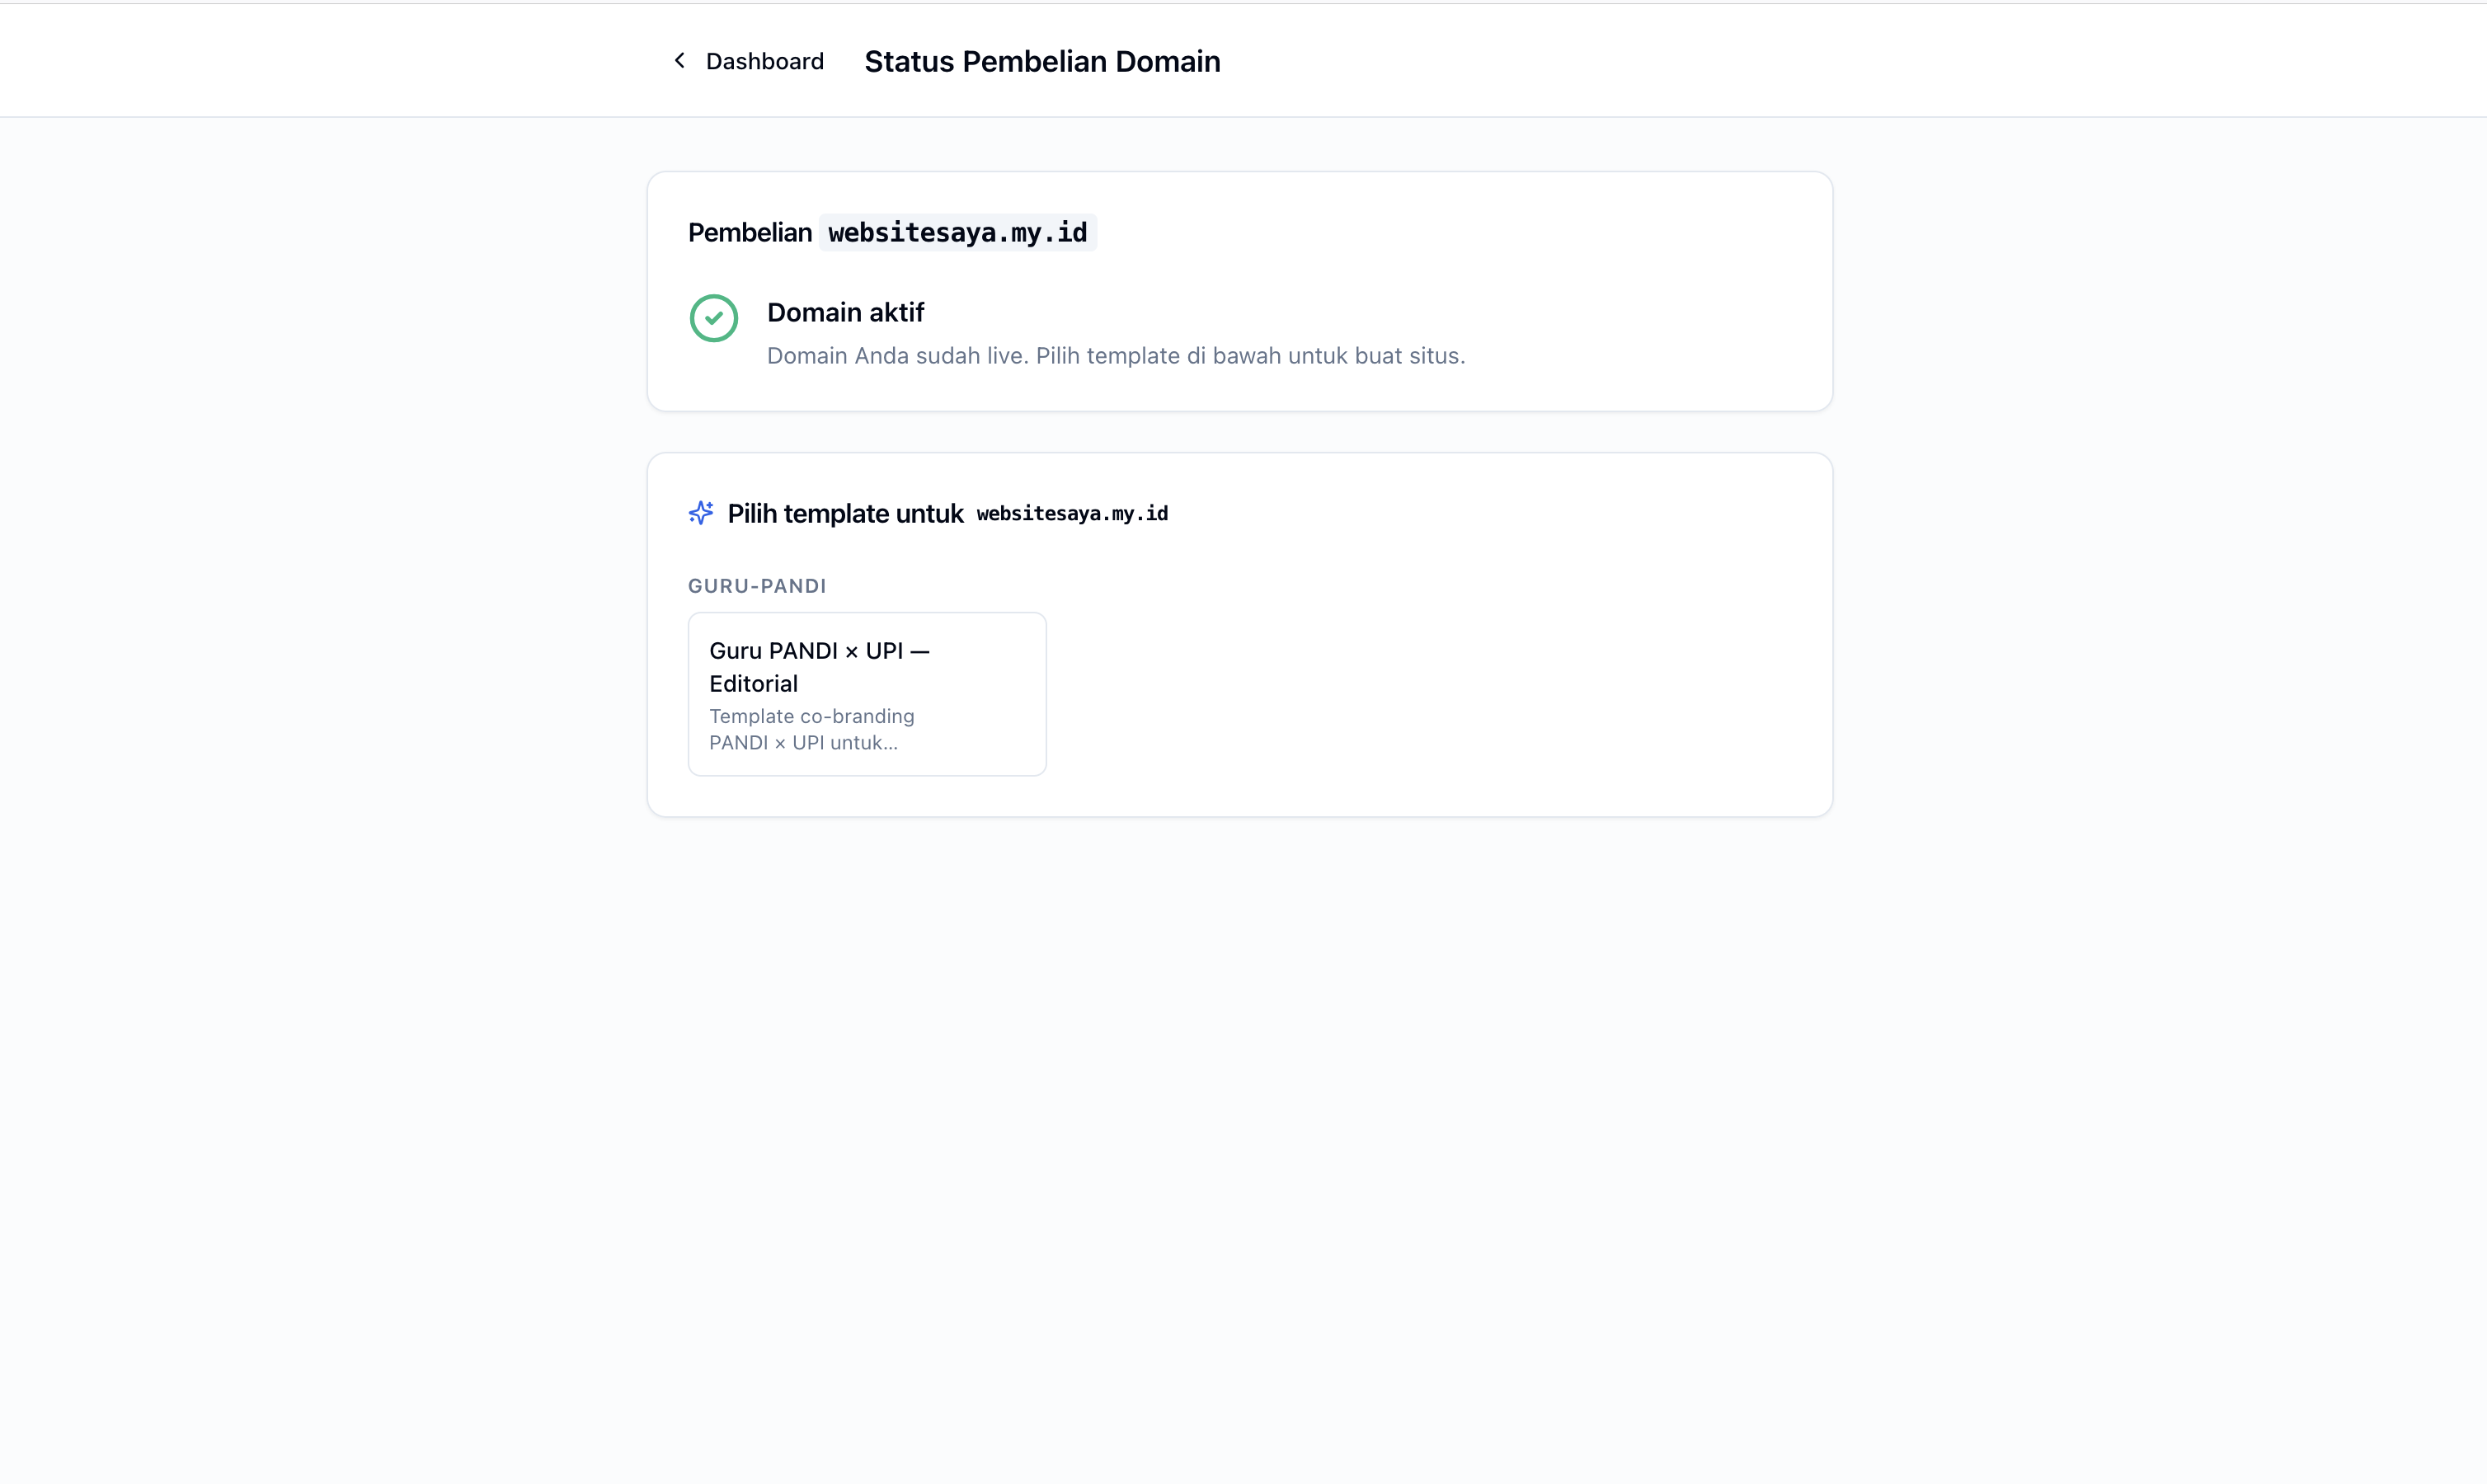 Dashboard Status Pembelian Domain
Pembelian websitesaya.my.id
Domain aktif
Domain Anda sudah live. Pilih template di bawah untuk buat situs.
Pilih template untuk websitesaya.my.id
GURU-PANDI
Guru PANDI × UPI —
Editorial
Template co-branding
PANDI × UPI untuk...